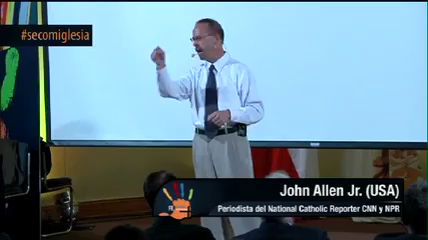 #secomiglesia
John Allen Jr. (USA)
Periodista del National Catholic Reporter CNN y NPR